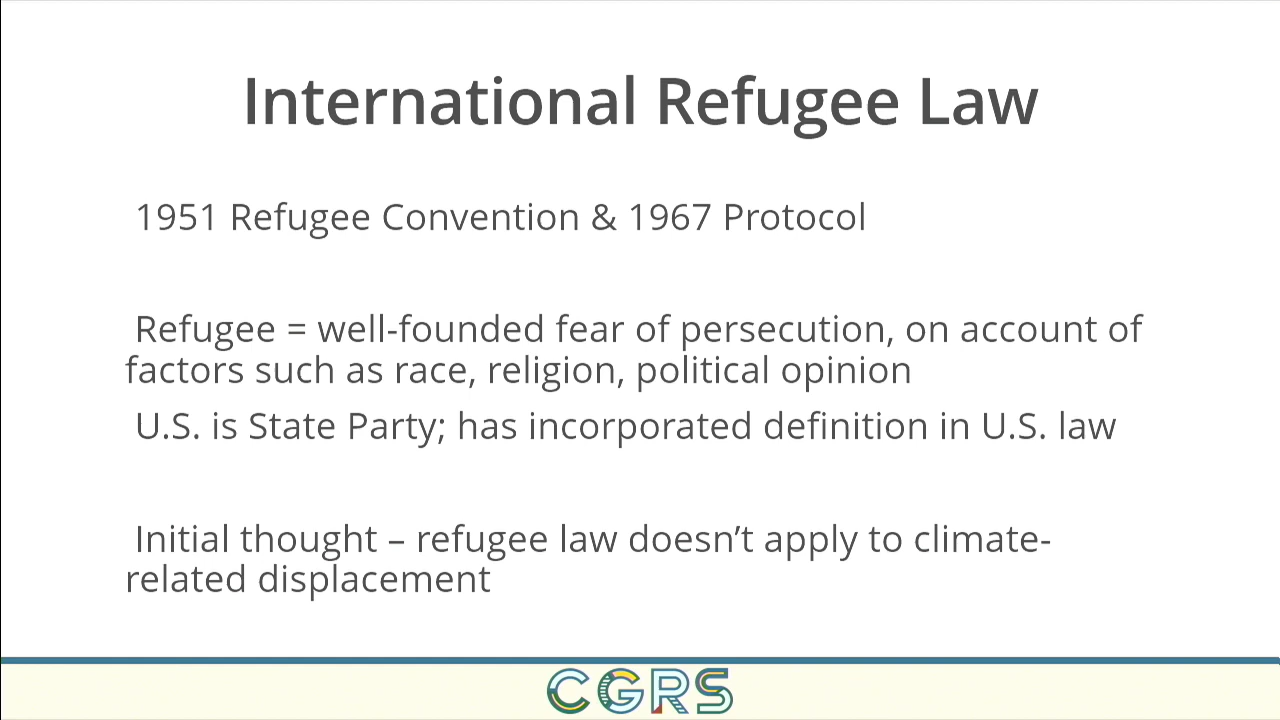 International Refugee Law
1951 Refugee Convention & 1967 Protocol
Refugee = well-founded fear of persecution, on account of
factors such as race, religion, political opinion
U.S. is State Party; has incorporated definition in U.S. law
Initial thought – refugee law doesn’t apply to climate-
related displacement
CGRS